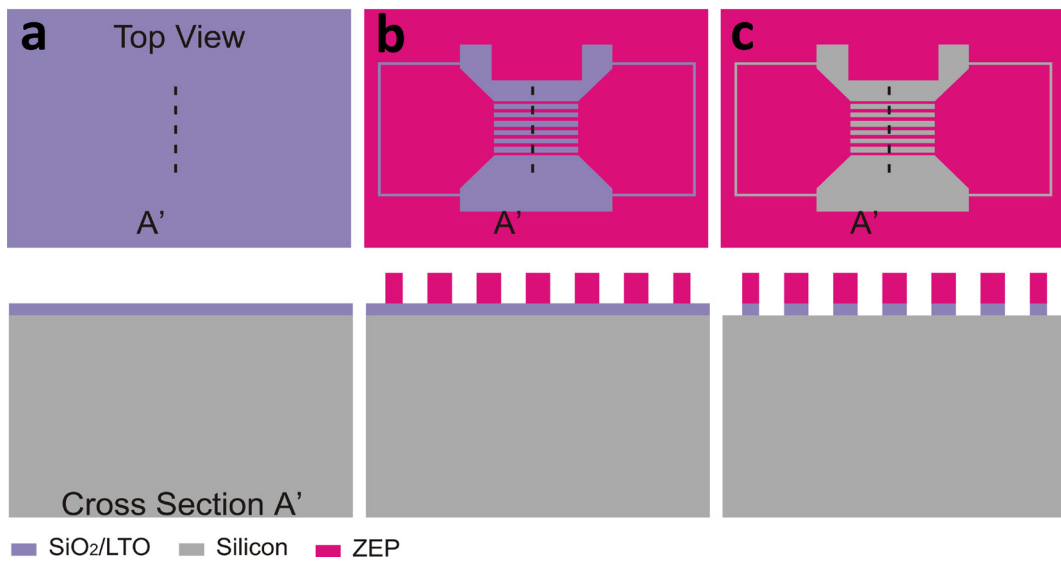 a
Top View
A’
b
A’
c
A’
Cross Section A’
SiO₂/LTO
Silicon
ZEP